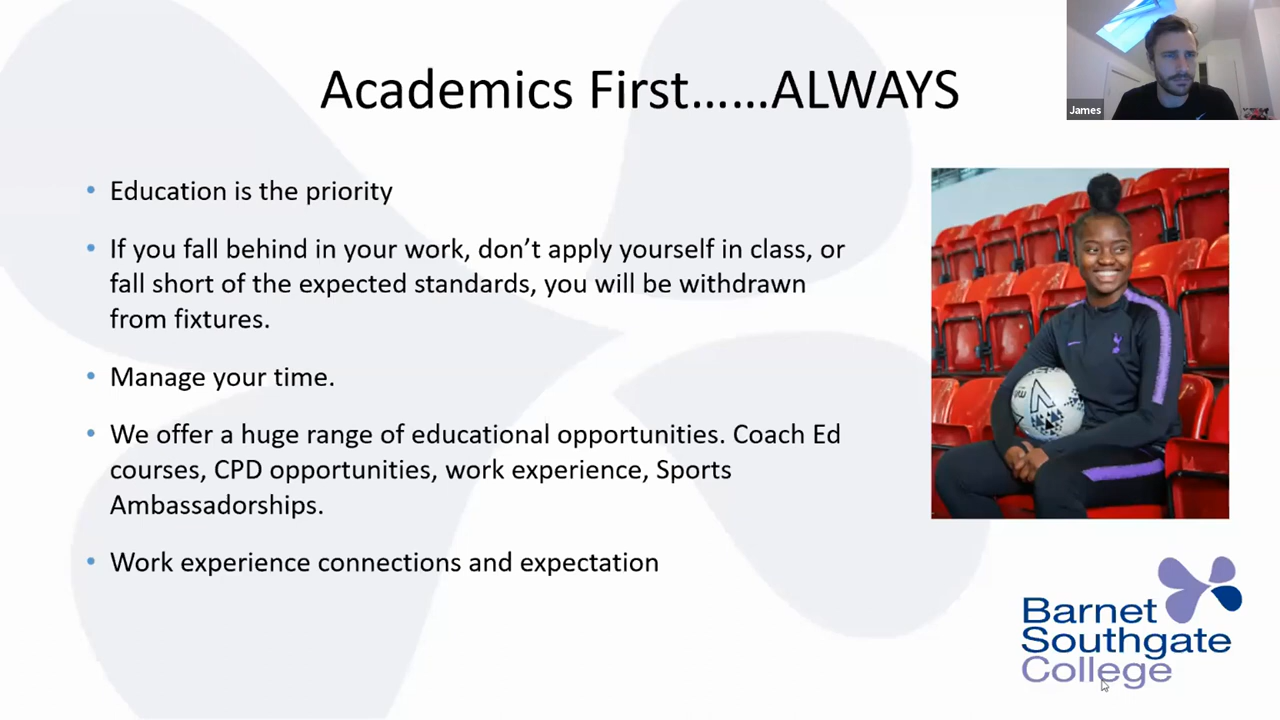 Academics First……ALWAYS
James
• Education is the priority
• If you fall behind in your work, don’t apply yourself in class, or
fall short of the expected standards, you will be withdrawn
from fixtures.
• Manage your time.
• We offer a huge range of educational opportunities. Coach Ed
courses, CPD opportunities, work experience, Sports
Ambassadorships.
• Work experience connections and expectation
Barnet
Southgate
College